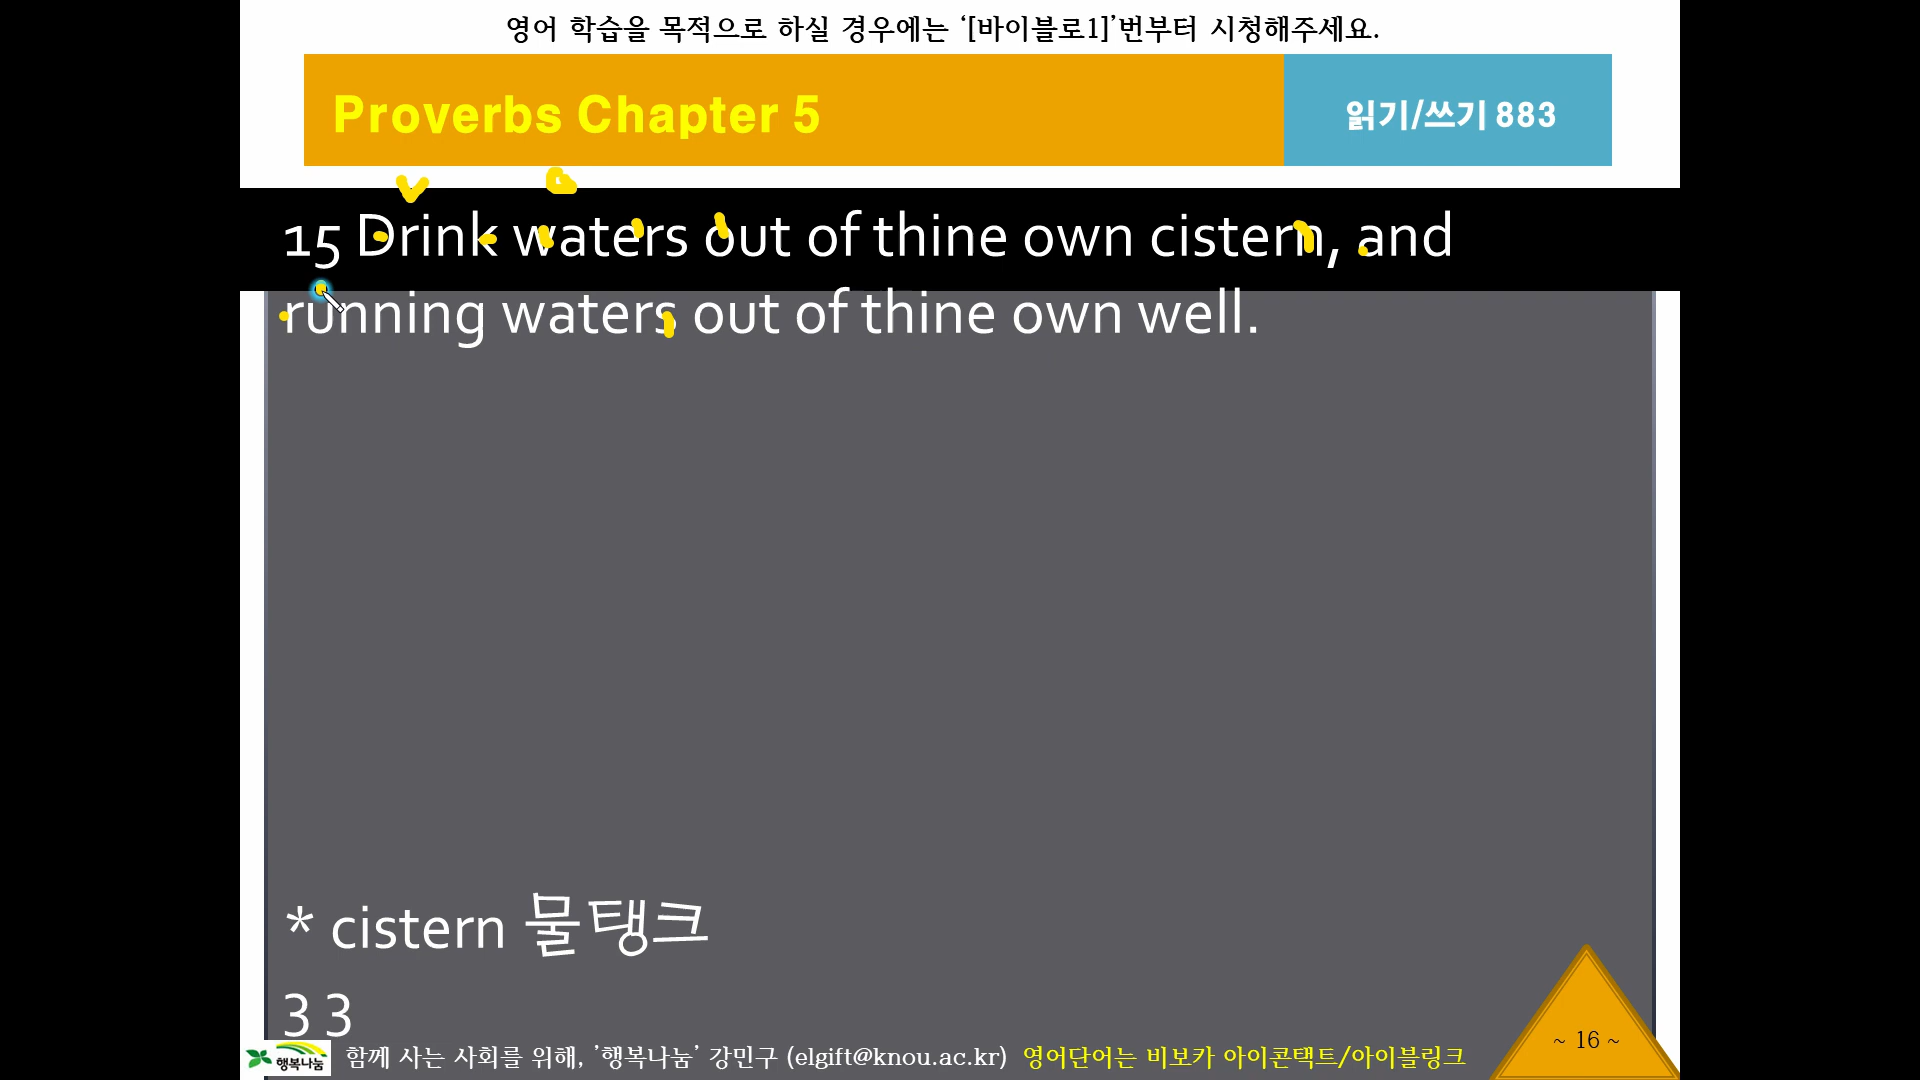 영어 학습을 목적으로 하실 경우에는 ‘[바이블로1]’번부터 시청해주세요.
Proverbs Chapter 5
읽기/쓰기 883
15 Drink waters out of thine own cistern, and
running waters out of thine own well.
* cistern 물탱크
3 3
행복나눔 함께 사는 사회를 위해, ’행복나눔’ 강민구 (elgift@knou.ac.kr) 영어단어는 비보카 아이콘택트/아이블링크
~ 16 ~